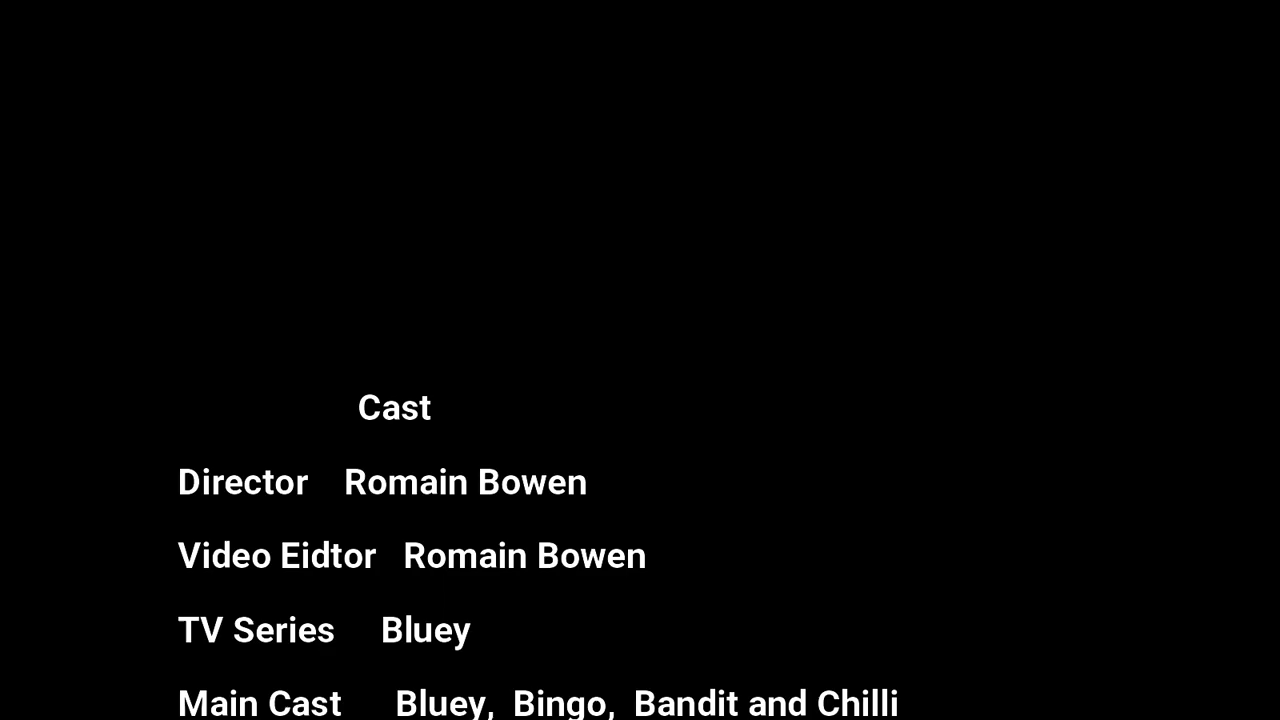 Cast
Director Romain Bowen
Video Eidtor Romain Bowen
TV Series Bluey
Main Cast Bluey, Bingo, Bandit and Chilli